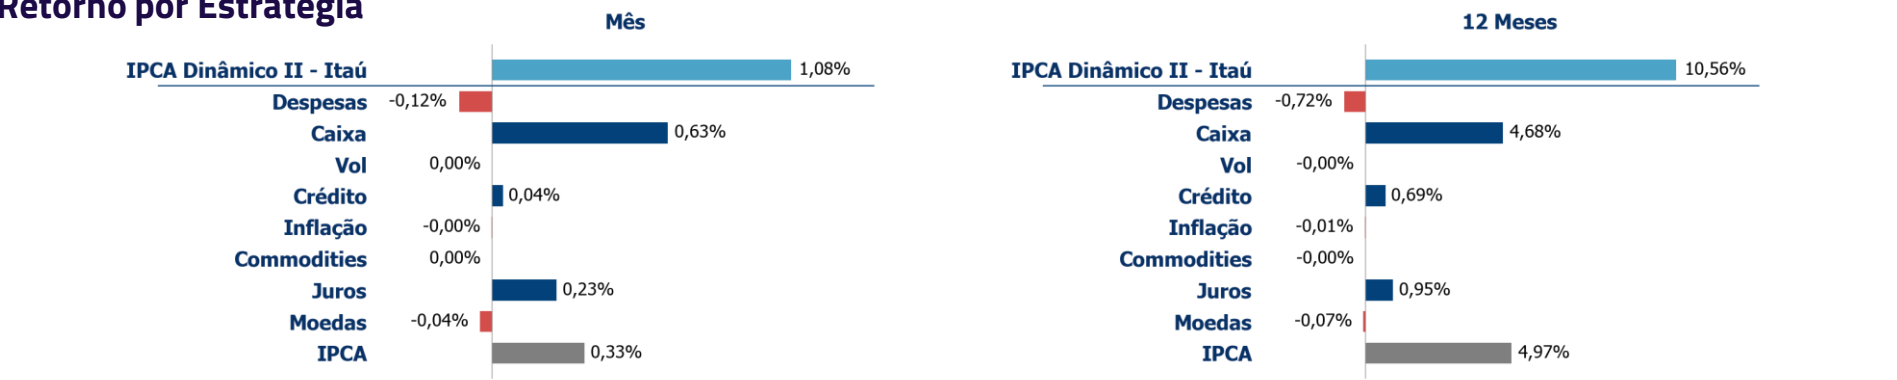 Retorno por Estratégia
Mês
IPCA Dinâmico II - Itaú 1,08%
Despesas -0,12%
Caixa 0,63%
Vol 0,00%
Crédito 0,04%
Inflação -0,00%
Commodities 0,00%
Juros 0,23%
Moedas -0,04%
IPCA 0,33%
12 Meses
IPCA Dinâmico II - Itaú 10,56%
Despesas -0,72%
Caixa 4,68%
Vol -0,00%
Crédito 0,69%
Inflação -0,01%
Commodities -0,00%
Juros 0,95%
Moedas -0,07%
IPCA 4,97%